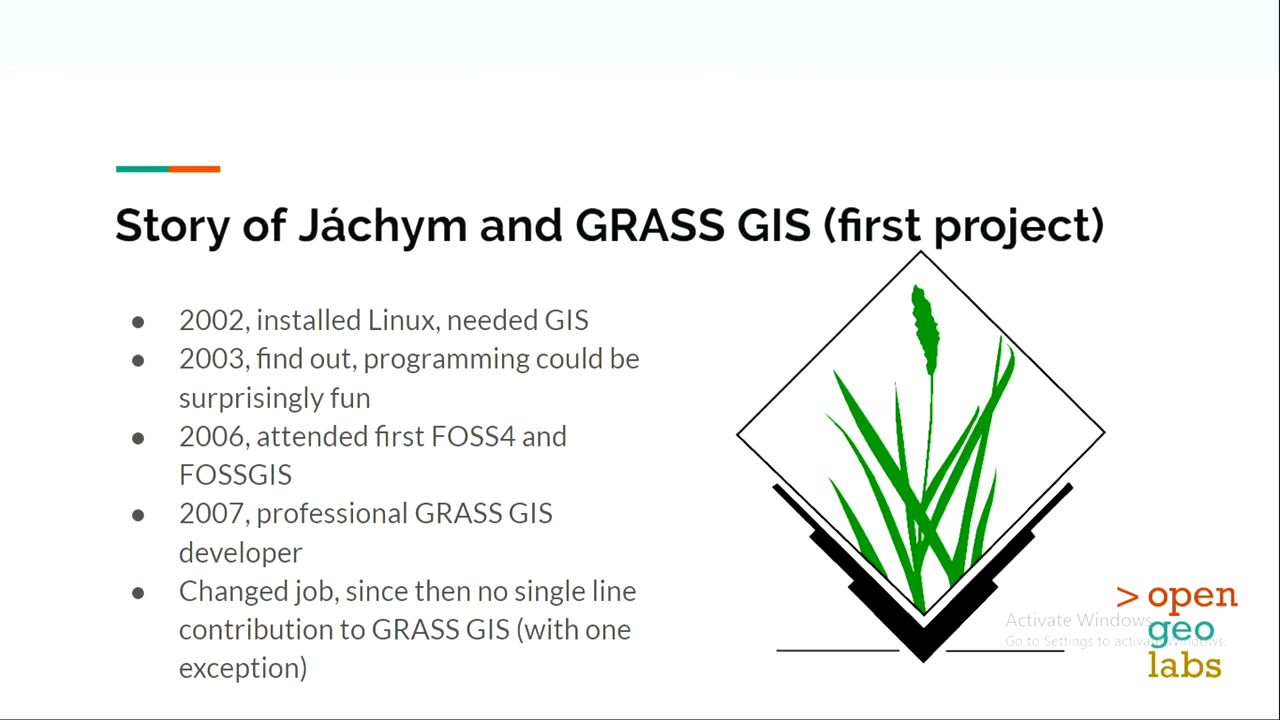 Story of Jáchym and GRASS GIS (first project)
● 2002, installed Linux, needed GIS
● 2003, find out, programming could be
surprisingly fun
● 2006, attended first FOSS4 and
FOSSGIS
● 2007, professional GRASS GIS
developer
● Changed job, since then no single line
contribution to GRASS GIS (with one
exception)
> open
geo
labs
Activate Windows
Go to Settings to activate Windows.